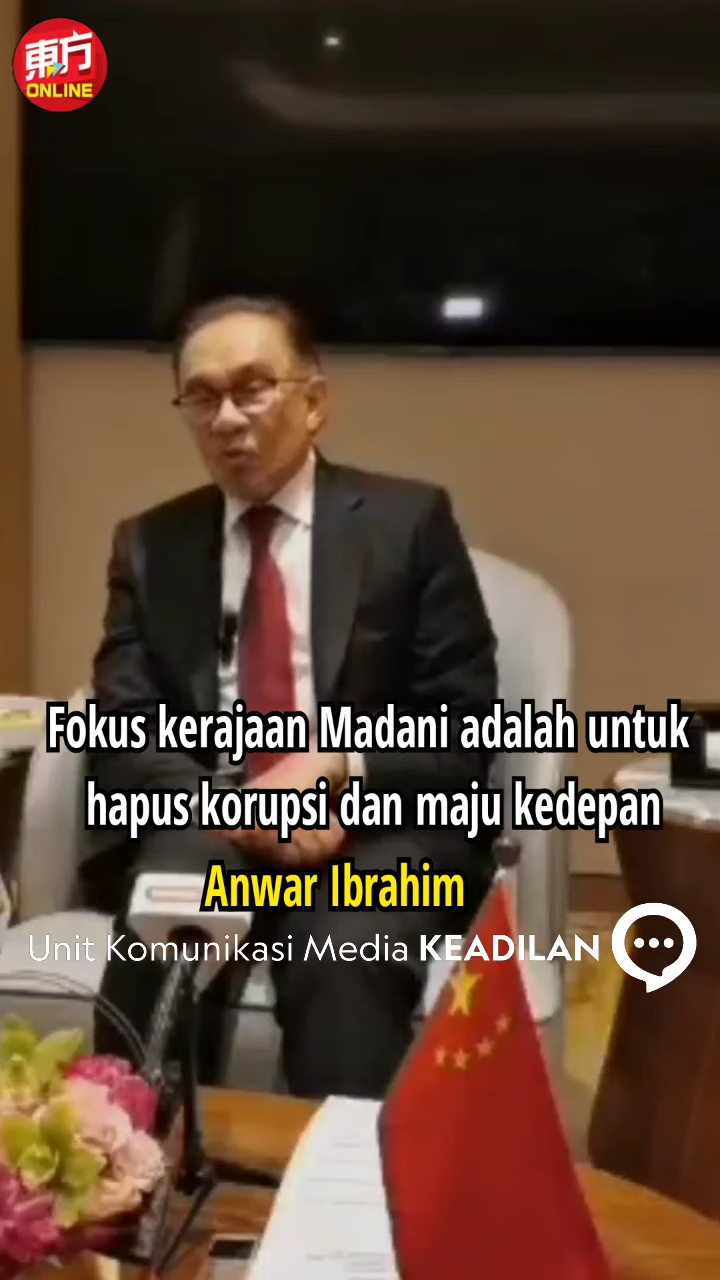 東方
ONLINE
Fokus kerajaan Madani adalah untuk
hapus korupsi dan maju kedepan
Anwar Ibrahim
Unit Komunikasi Media KEADILAN